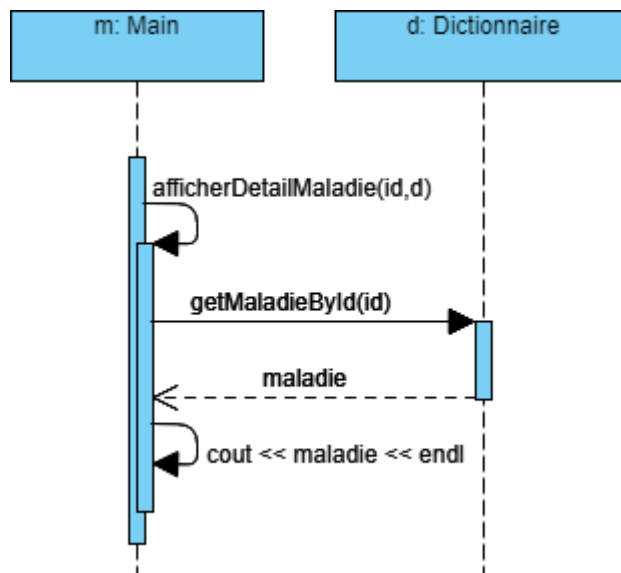 m: Main
d: Dictionnaire
afficherDetailMaladie(id,d)
getMaladieById(id)
maladie
cout << maladie << endl